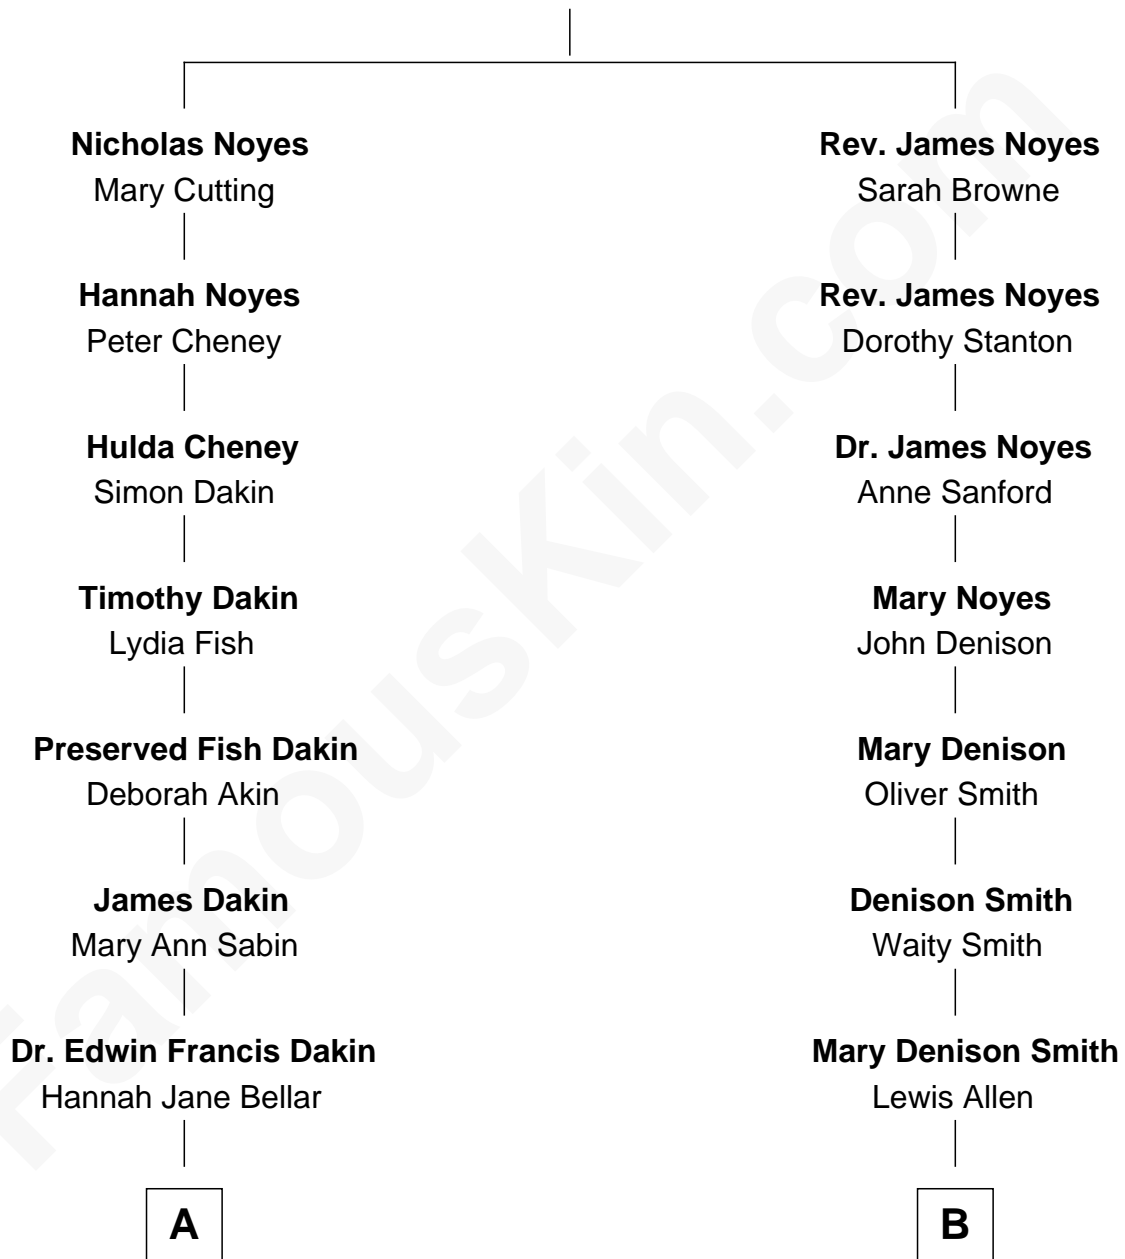 Nicholas Noyes
Mary Cutting
Hannah Noyes
Peter Cheney
Hulda Cheney
Simon Dakin
Timothy Dakin
Lydia Fish
Preserved Fish Dakin
Deborah Akin
James Dakin
Mary Ann Sabin
Dr. Edwin Francis Dakin
Hannah Jane Bellar
A
Rev. James Noyes
Sarah Browne
Rev. James Noyes
Dorothy Stanton
Dr. James Noyes
Anne Sanford
Mary Noyes
John Denison
Mary Denison
Oliver Smith
Denison Smith
Waity Smith
Mary Denison Smith
Lewis Allen
B
FamousKin.com